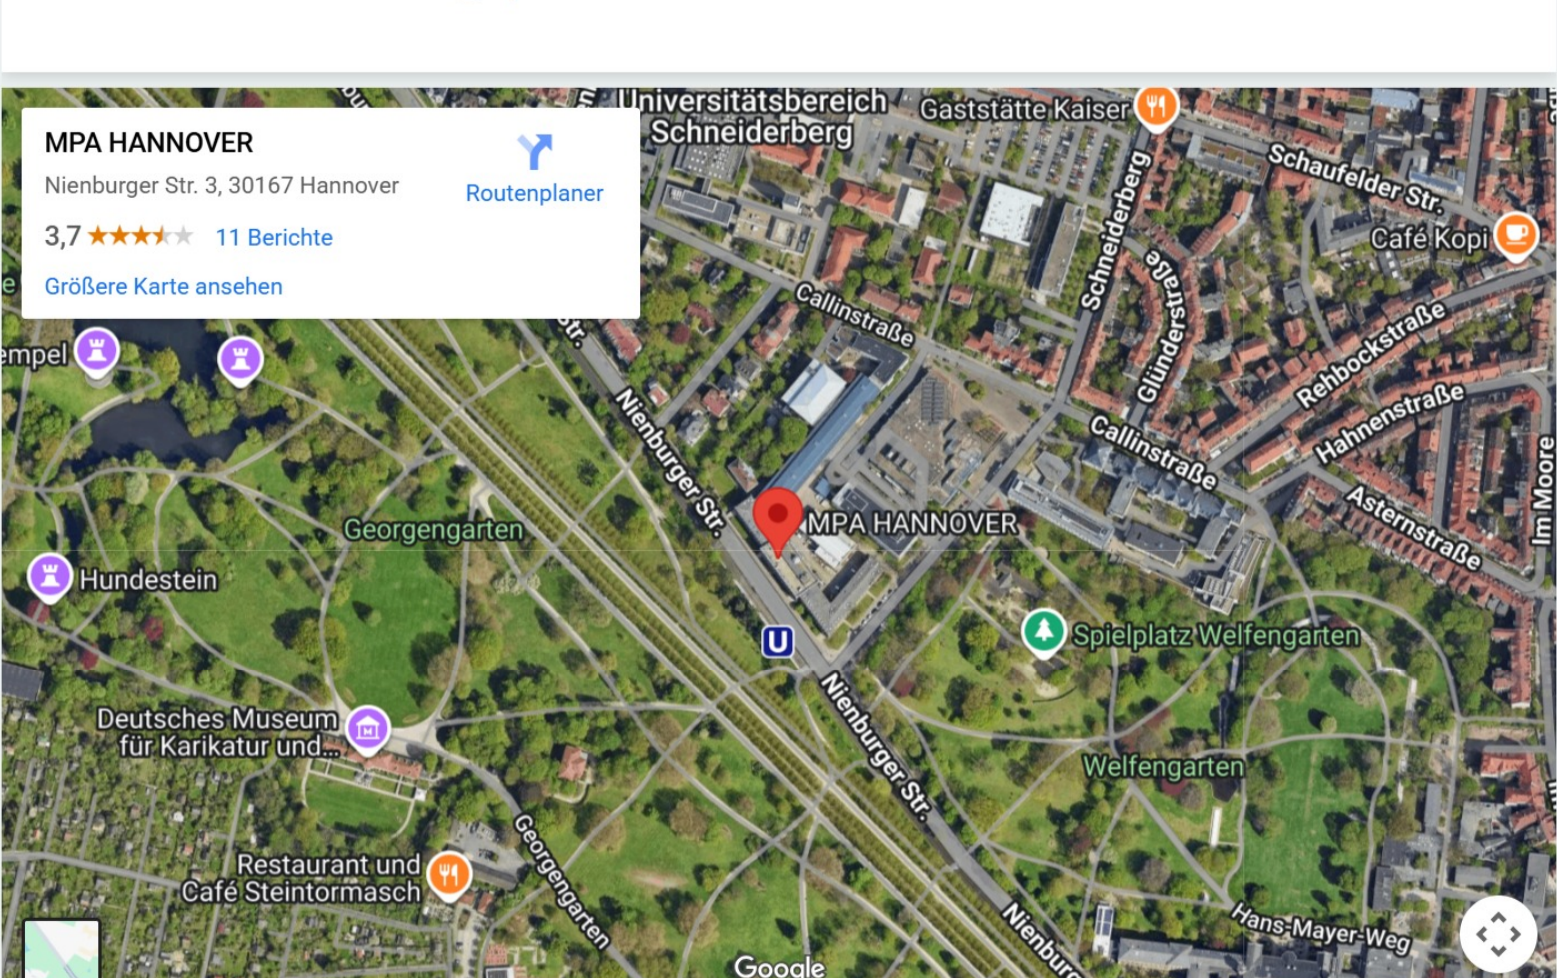 MPA HANNOVER
Nienburger Str. 3, 30167 Hannover
3,7
11 Berichte
Größere Karte ansehen
Routenplaner
Universitätsbereich
Schneiderberg
Gaststätte Kaiser
Schaufelder Str.
Café Kopi
Schneiderberg
Glünderstraße
Callinstraße
Rehbockstraße
Hahnenstraße
Callinstraße
Asternstraße
Im Moore
empel
Str.
Nienburger Str.
Georgengarten
MPA HANNOVER
Hundestein
U
Spielplatz Welfengarten
Deutsches Museum
für Karikatur und...
M
Nienburger Str.
Welfengarten
Restaurant und
Café Steintormasch
Georgengarten
Hans-Mayer-Weg
Nienburg
Google